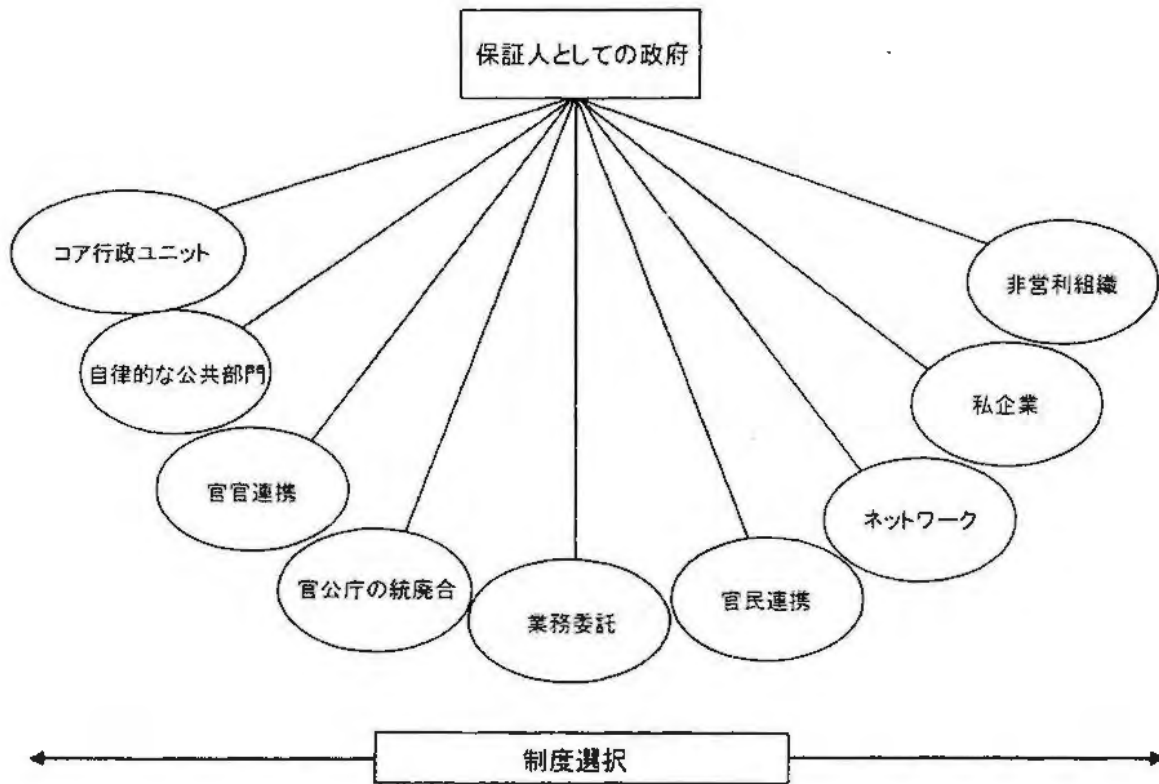 保証人としての政府
コア行政ユニット
非営利組織
自律的な公共部門
私企業
官官連携
ネットワーク
官公庁の統廃合
業務委託
官民連携
制度選択